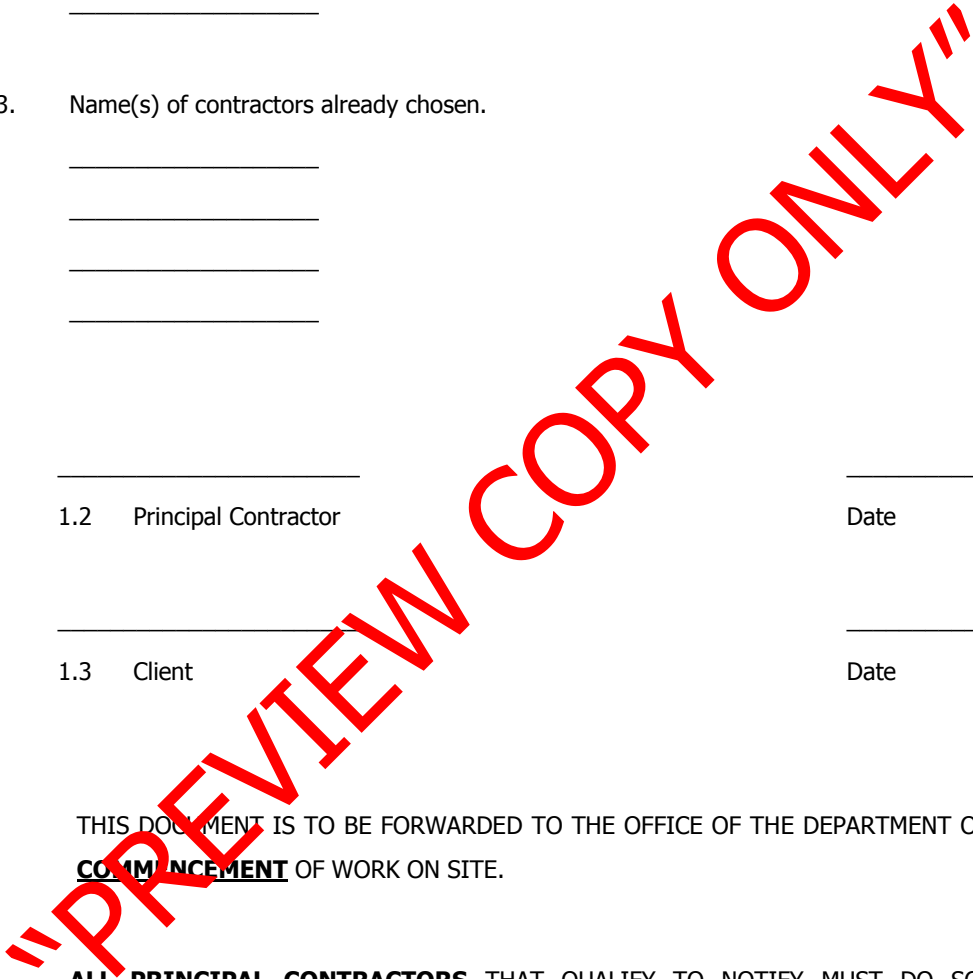 3. Name(s) of contractors already chosen.
1.2 Principal Contractor Date
1.3 Client Date
THIS DOCUMENT IS TO BE FORWARDED TO THE OFFICE OF THE DEPARTMENT
COMMENCEMENT OF WORK ON SITE.
ALL PRINCIPAL CONTRACTORS THAT QUALIFY TO NOTIFY MUST DO
"PREVIEW COPY ONLY"